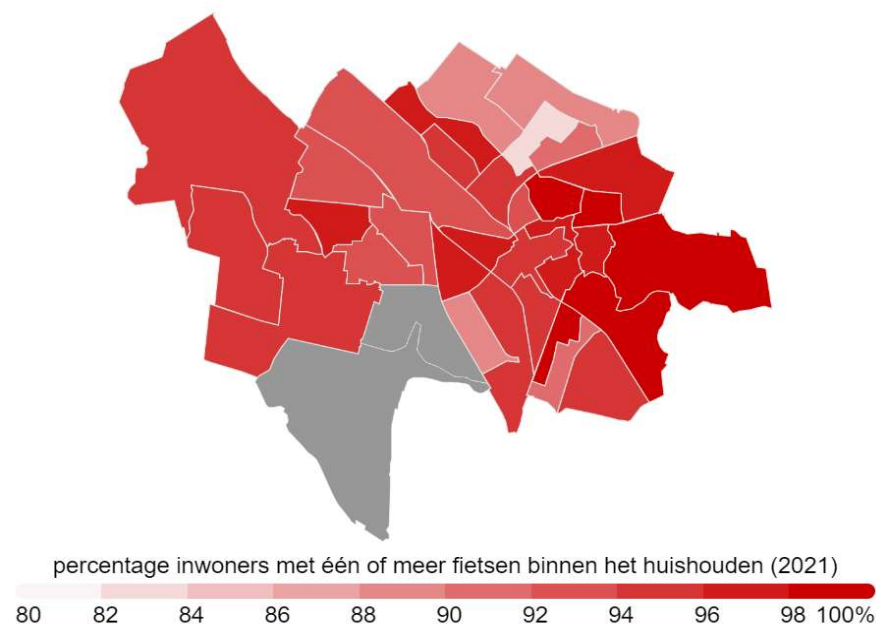 percentage inwoners met één of meer fietsen binnen het huishouden (2021)
80 82 84 86 88 90 92 94 96 98 100%